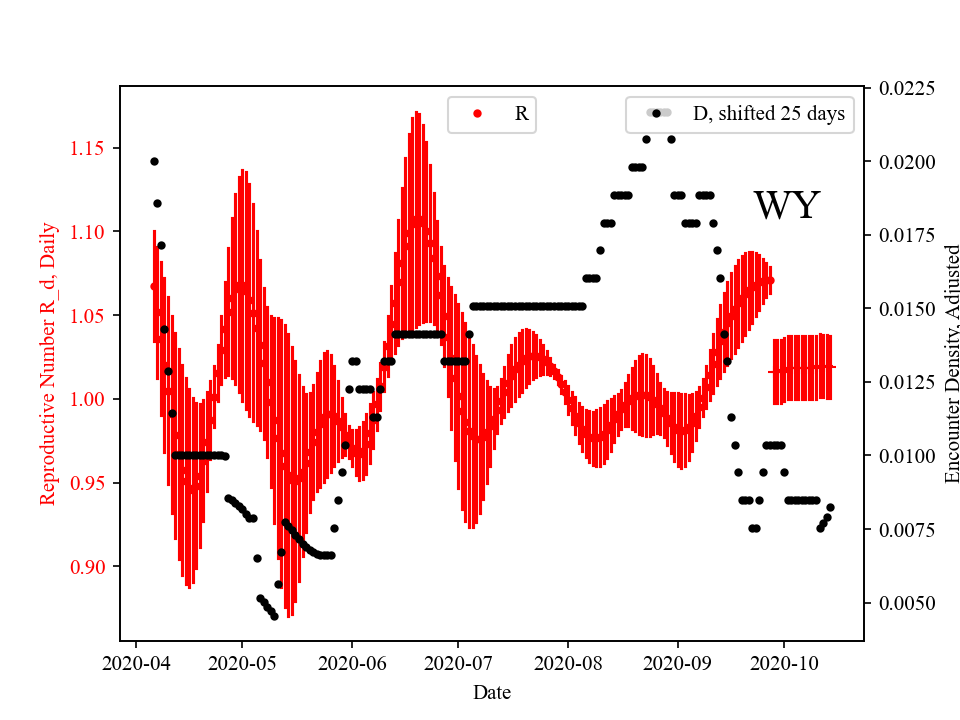 R
D, shifted 25 days
WY
Reproductive Number R_d, Daily
1.15
1.10
1.05
1.00
0.95
0.90
0.0225
0.0200
0.0175
0.0150
0.0125
0.0100
0.0075
0.0050
Encounter Density, Adjusted
2020-04 2020-05 2020-06 2020-07 2020-08 2020-09 2020-10
Date